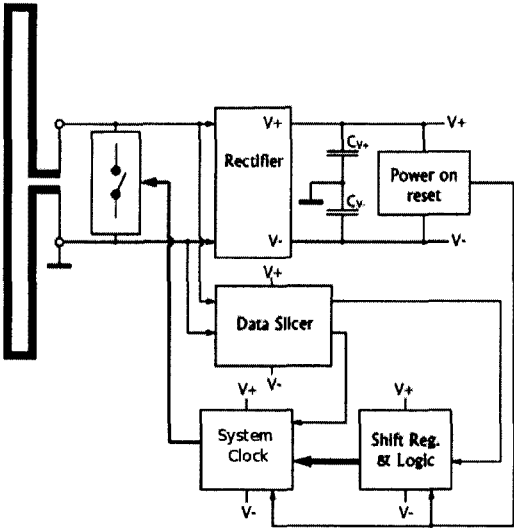 V+
V+
Rectifier
CV+
Power on
reset
CV-
V-
V-
V+
Data Slicer
V-
V+
V+
System
Clock
Shift Reg.
& Logic
V-
V-